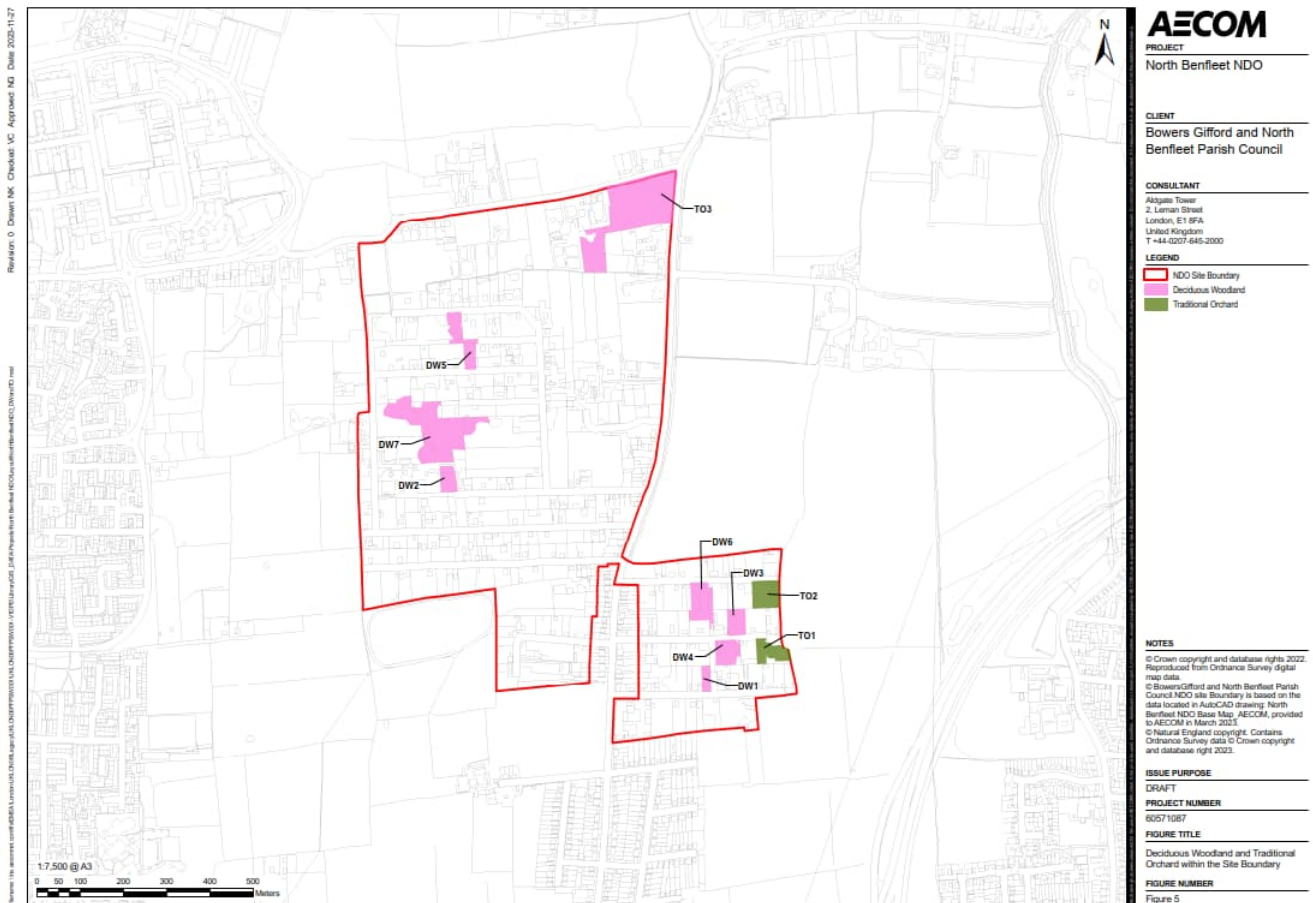 Revision: 0 Drawn: NK Checked: VC Approved: NG Date: 2023-11-27
N
TO3
DW5
DW7
DW2
DW6
DW3
TO2
TO1
DW4
DW1
1:7,500 @ A3
0 50 100 200 300 400 500
Meters
AECOM
PROJECT
North Benfleet NDO
CLIENT
Bowers Gifford and North
Benfleet Parish Council
CONSULTANT
Aldgate Tower
2, Leman Street
London, E1 8FA
United Kingdom
T +44-0207-645-2000
LEGEND
NDO Site Boundary
Deciduous Woodland
Traditional Orchard
NOTES
© Crown copyright and database rights 2022.
Reproduced from Ordnance Survey digital
map data.
© BowersGifford and North Benfleet Parish
Council.NDO site Boundary is based on the
data located in AutoCAD drawing: North
Benfleet NDO Base Map_AECOM, provided
to AECOM in March 2023.
© Natural England copyright. Contains
Ordnance Survey data © Crown copyright
and database right 2023.
ISSUE PURPOSE
DRAFT
PROJECT NUMBER
60571087
FIGURE TITLE
Deciduous Woodland and Traditional
Orchard within the Site Boundary
FIGURE NUMBER
Figure 5